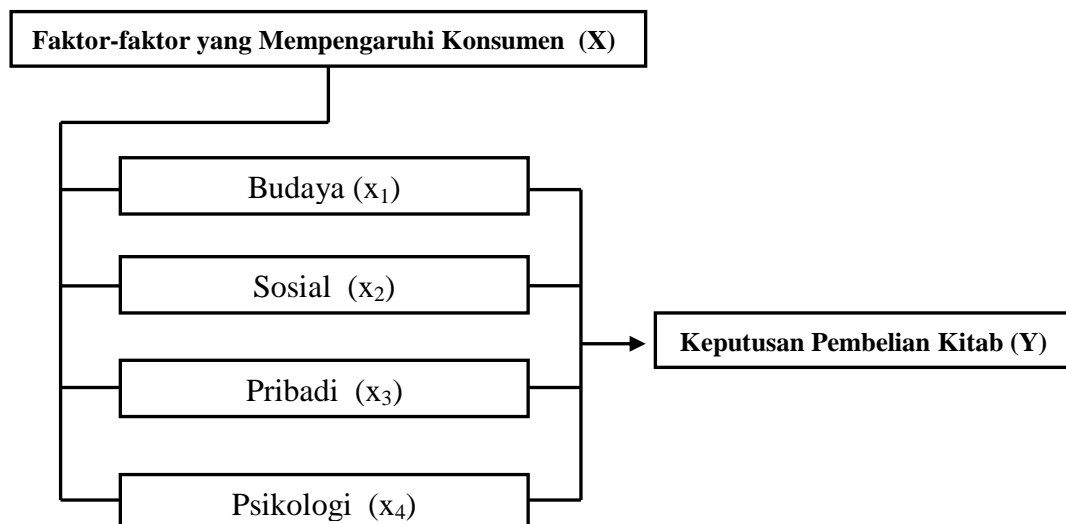 Faktor-faktor yang Mempengaruhi Konsumen (X)
Budaya (x₁)
Sosial (x₂)
Keputusan Pembelian Kitab (Y)
Pribadi (x₃)
Psikologi (x₄)